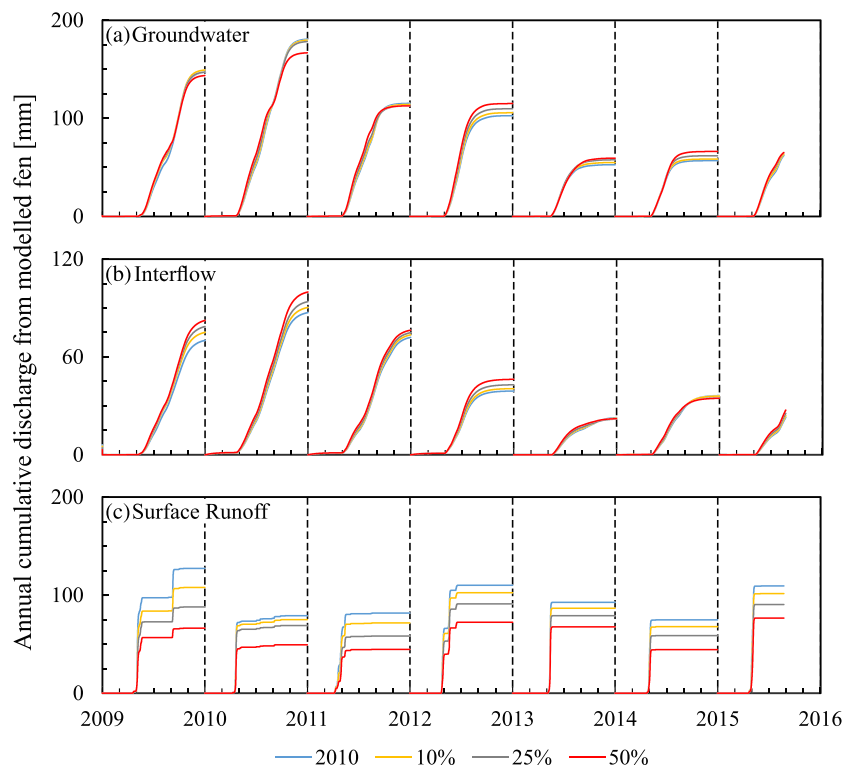 Annual cumulative discharge from modelled fen [mm]
200
(a) Groundwater
100
0
120
(b) Interflow
60
0
200
(c) Surface Runoff
100
0
2009 2010 2011 2012 2013 2014 2015 2016
2010 10% 25% 50%